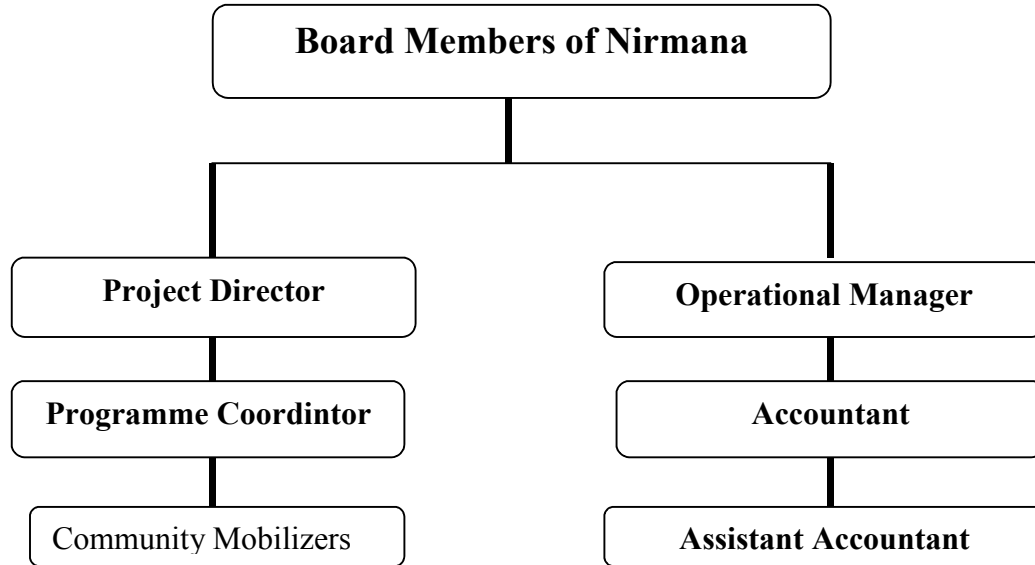 Board Members of Nirmana
Project Director
Operational Manager
Programme Coordintor
Accountant
Community Mobilizers
Assistant Accountant